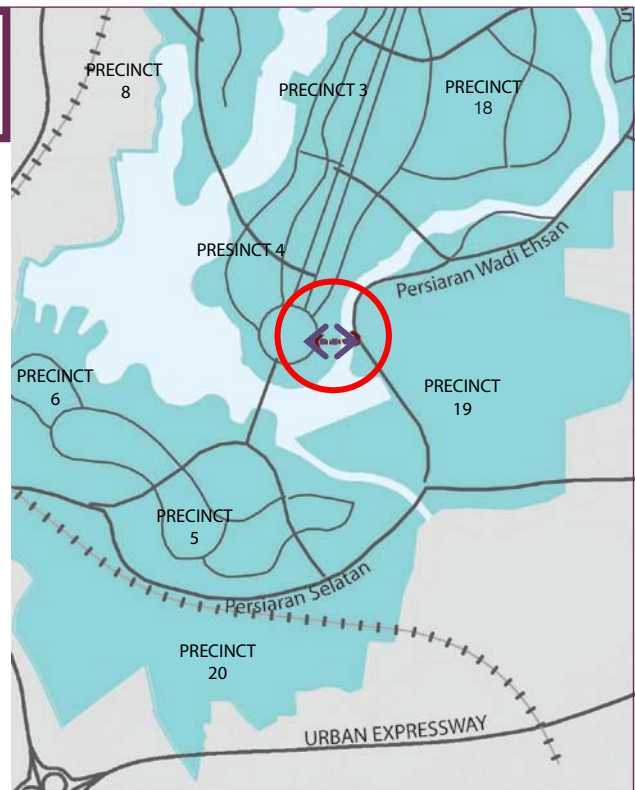 PRECINCT
8
PRECINCT 3
PRECINCT
18
PRESINCT 4
Persiaran Wadi Ehsan
PRECINCT
6
PRECINCT
19
PRECINCT
5
Persiaran Selatan
PRECINCT
20
URBAN EXPRESSWAY